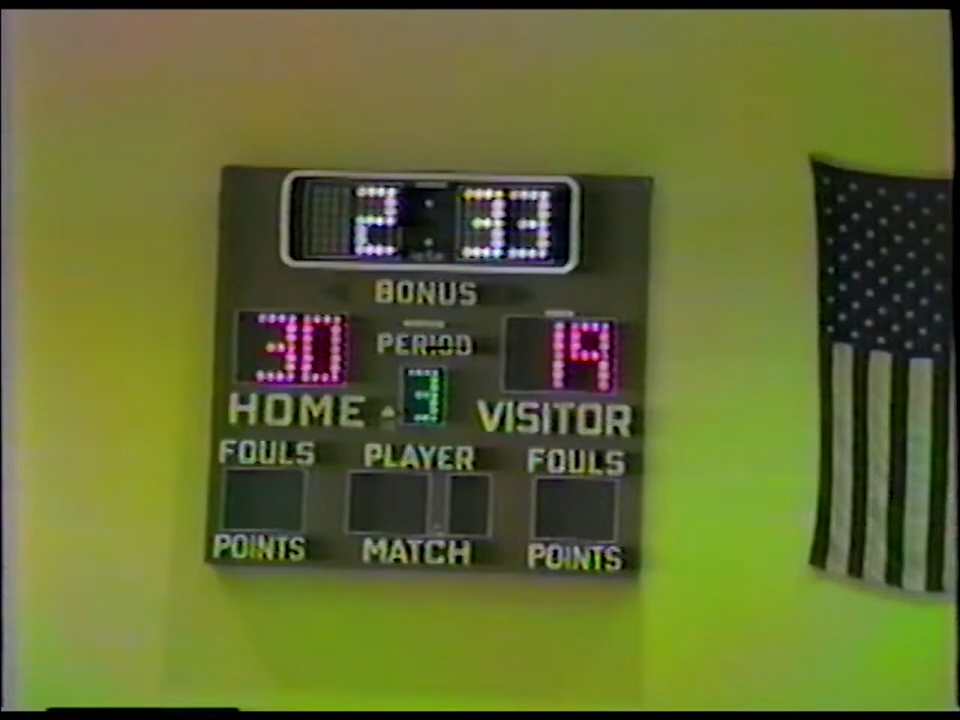 2:33
BONUS
30 PERIOD 19
HOME 3 VISITOR
FOULS PLAYER FOULS
POINTS MATCH POINTS